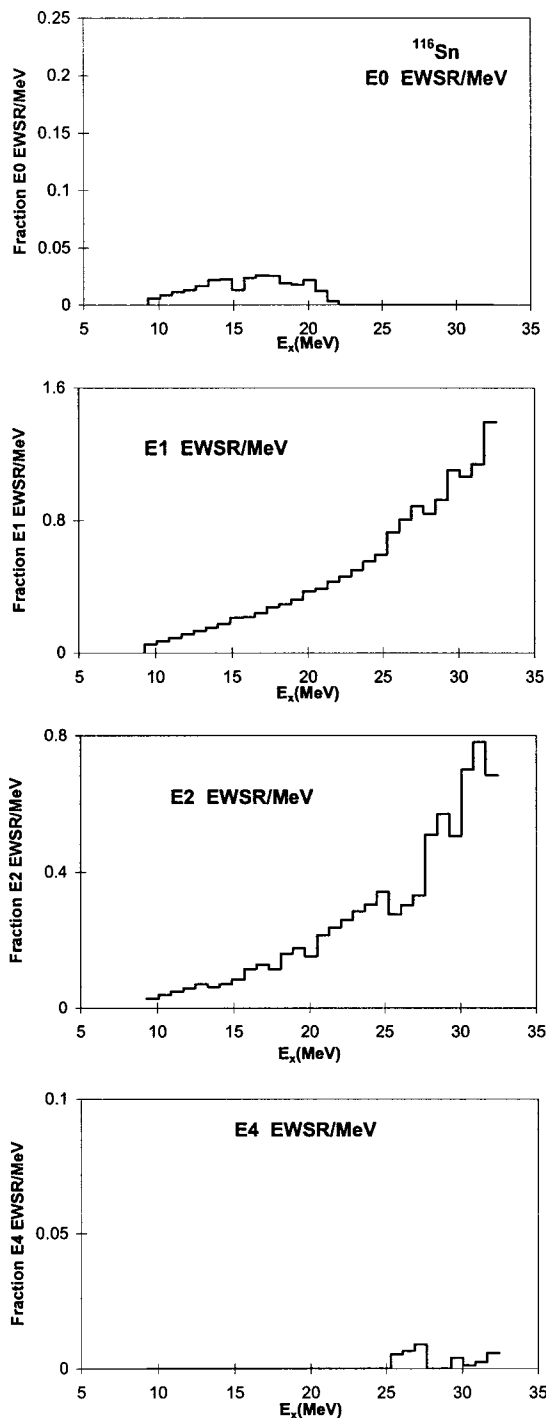 0.25
0.2
0.15
0.1
0.05
0
Fraction E0 EWSR/MeV
116Sn
E0 EWSR/MeV
5 10 15 20 25 30 35
Ex(MeV)
1.6
0.8
0
Fraction E1 EWSR/MeV
E1 EWSR/MeV
5 10 15 20 25 30 35
Ex(MeV)
0.8
0.4
0
Fraction E2 EWSR/MeV
E2 EWSR/MeV
5 10 15 20 25 30 35
Ex(MeV)
0.1
0.05
0
Fraction E4 EWSR/MeV
E4 EWSR/MeV
5 10 15 20 25 30 35
Ex(MeV)